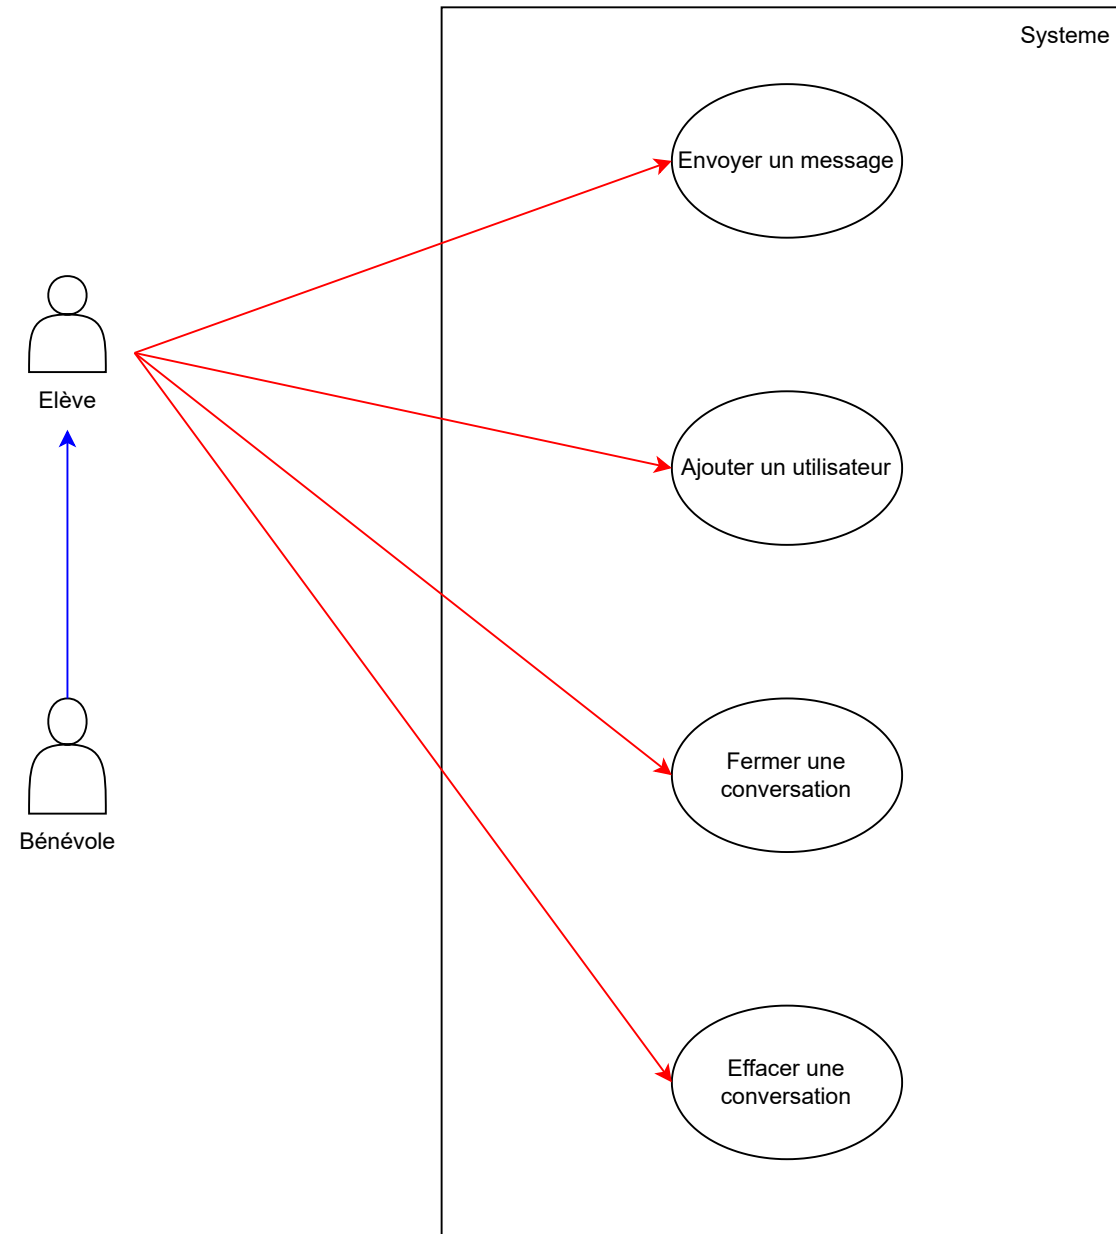 Systeme
Envoyer un message
Elève
Ajouter un utilisateur
Fermer une
conversation
Bénévole
Effacer une
conversation